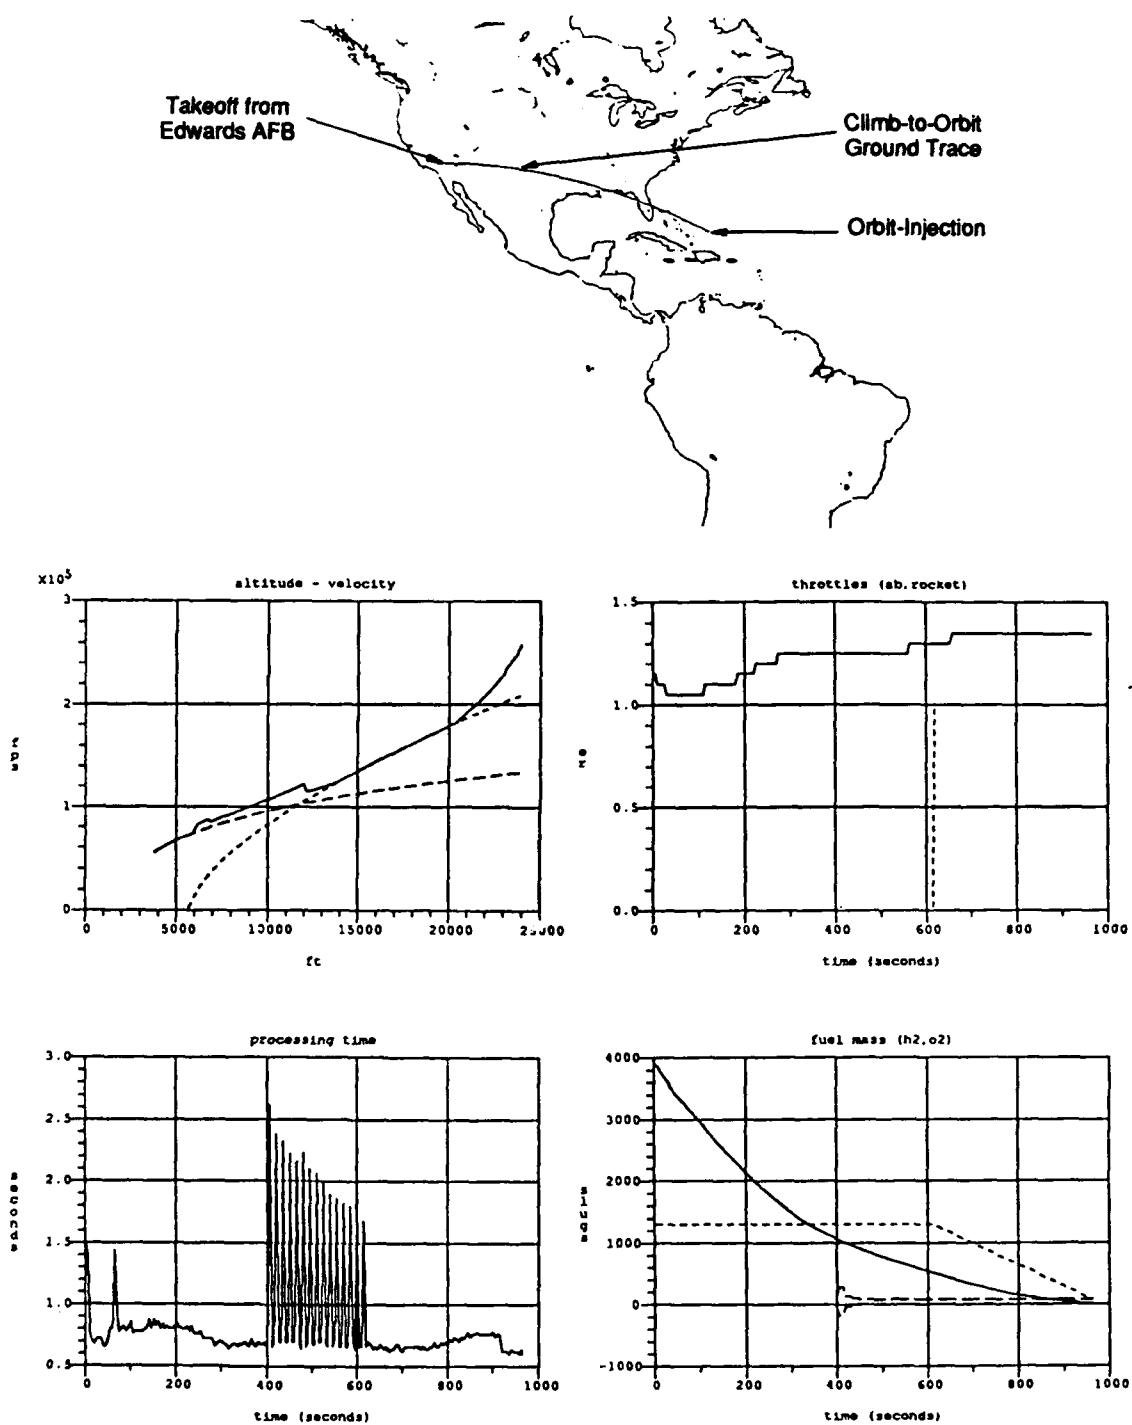 Takeoff from
Edwards AFB
Climb-to-Orbit
Ground Trace
Orbit-Injection
X10^5
altitude - velocity
3
2
1
0
fps
0 5000 10000 15000 20000
ft
throttles (ab,rocket)
1.5
1.0
0.5
0.0
0 200 400 600 800 1000
time (seconds)
processing time
3.0
2.5
2.0
1.5
1.0
0.5
seconds
0 200 400 600 800 1000
time (seconds)
fuel mass (h2,o2)
4000
3000
2000
1000
0
-1000
slugs
0 200 400 600 800 1000
time (seconds)